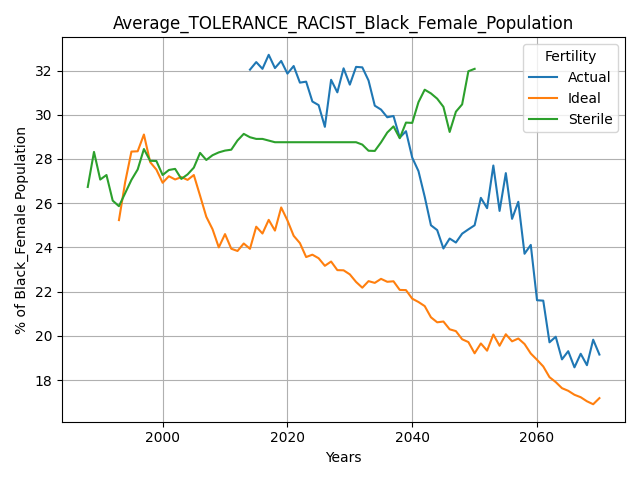 Average_TOLERANCE_RACIST_Black_Female_Population
Fertility
Actual
Ideal
Sterile
% of Black_Female Population
32
30
28
26
24
22
20
18
2000
2020
2040
2060
Years